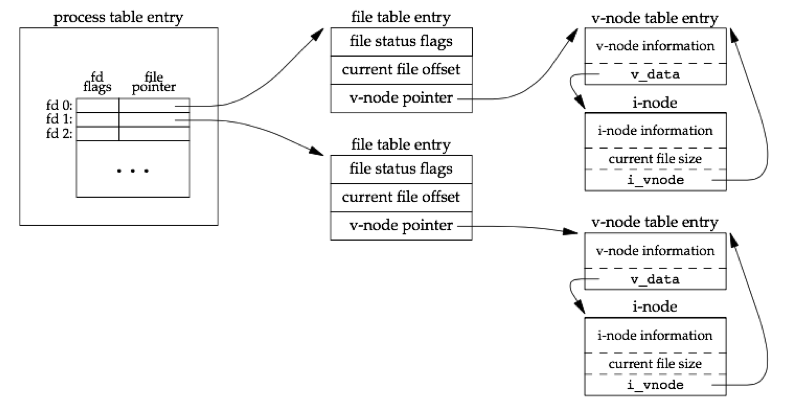 process table entry
fd flags
file pointer
fd 0:
fd 1:
fd 2:
• • •
file table entry
file status flags
current file offset
v-node pointer
file table entry
file status flags
current file offset
v-node pointer
v-node table entry
v-node information
v_data
i-node
i-node information
current file size
i_vnode
v-node table entry
v-node information
v_data
i-node
i-node information
current file size
i_vnode